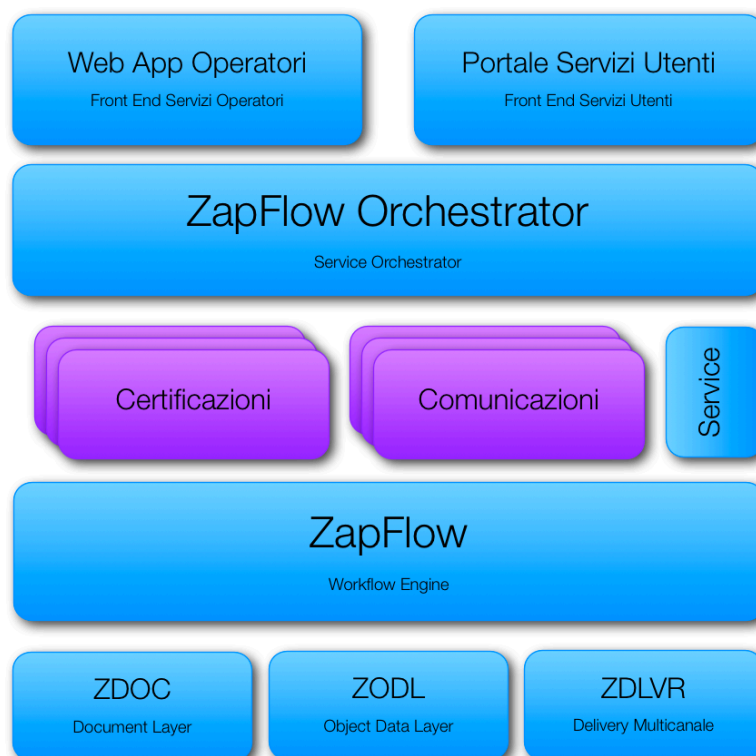 Web App Operatori
Front End Servizi Operatori
Portale Servizi Utenti
Front End Servizi Utenti
ZapFlow Orchestrator
Service Orchestrator
Certificazioni
Comunicazioni
Service
ZapFlow
Workflow Engine
ZDOC
Document Layer
ZODL
Object Data Layer
ZDLVR
Delivery Multicanale